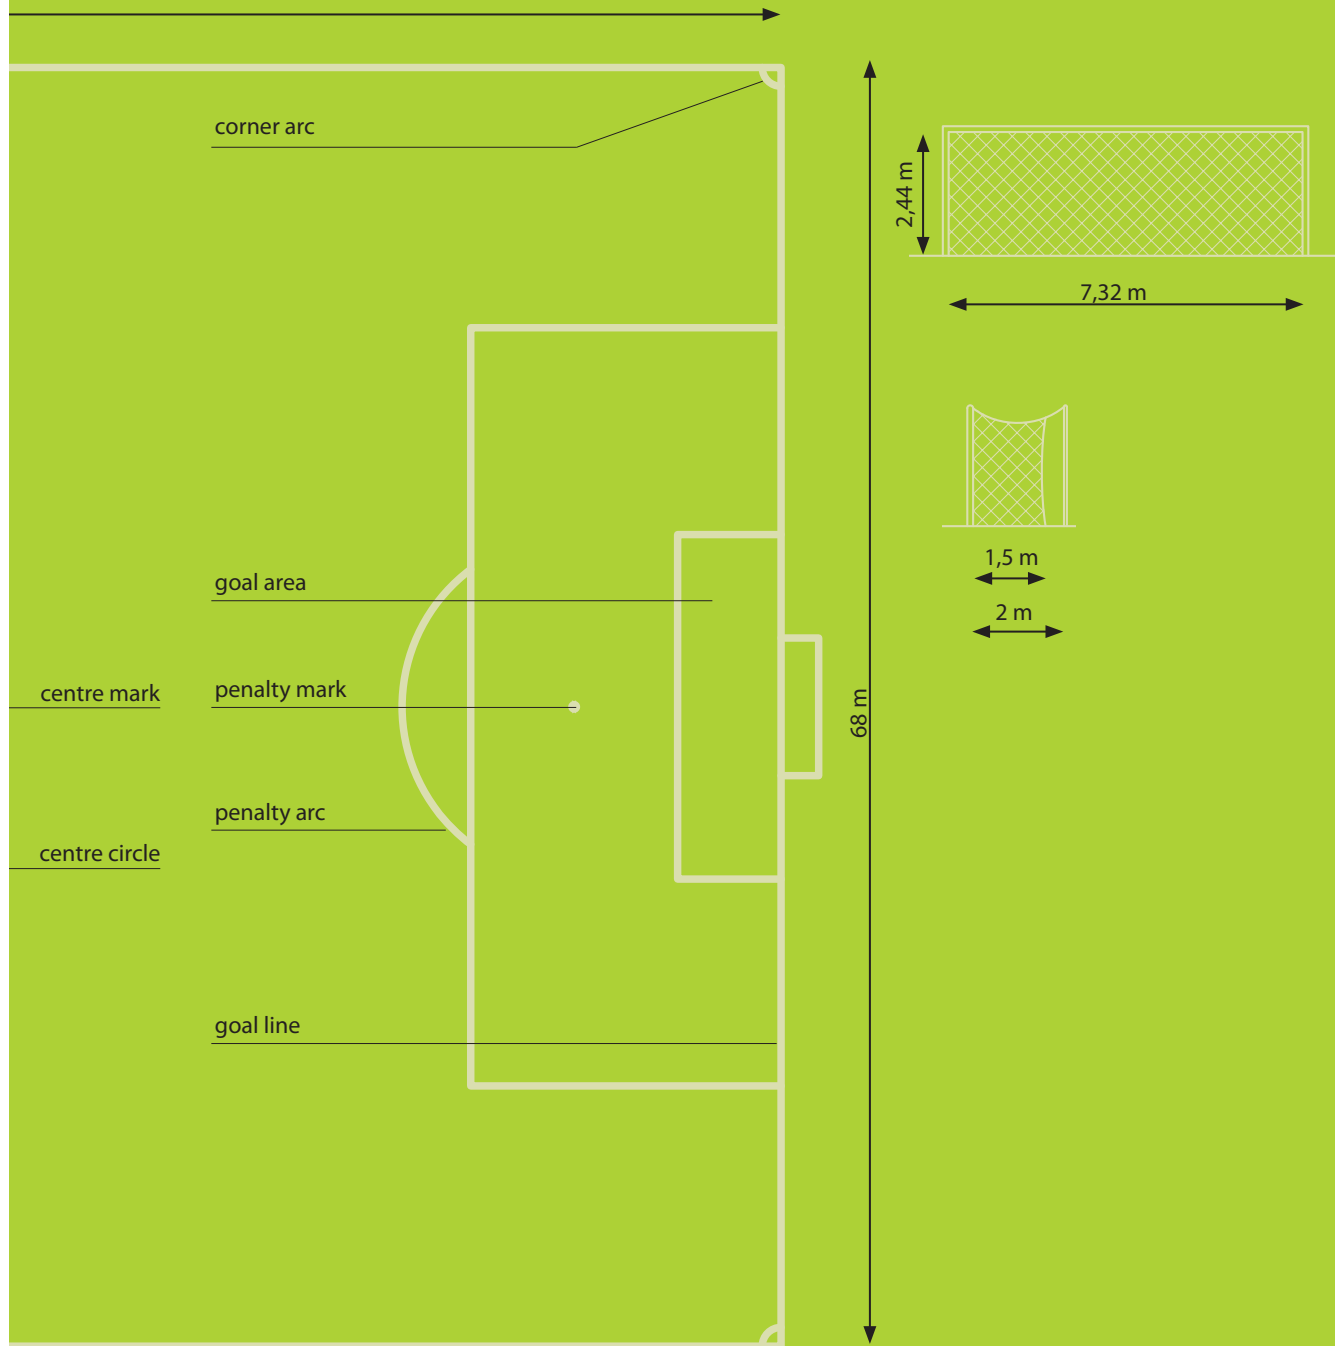 corner arc
2,44 m
7,32 m
goal area
1,5 m
2 m
centre mark
penalty mark
68 m
penalty arc
centre circle
goal line